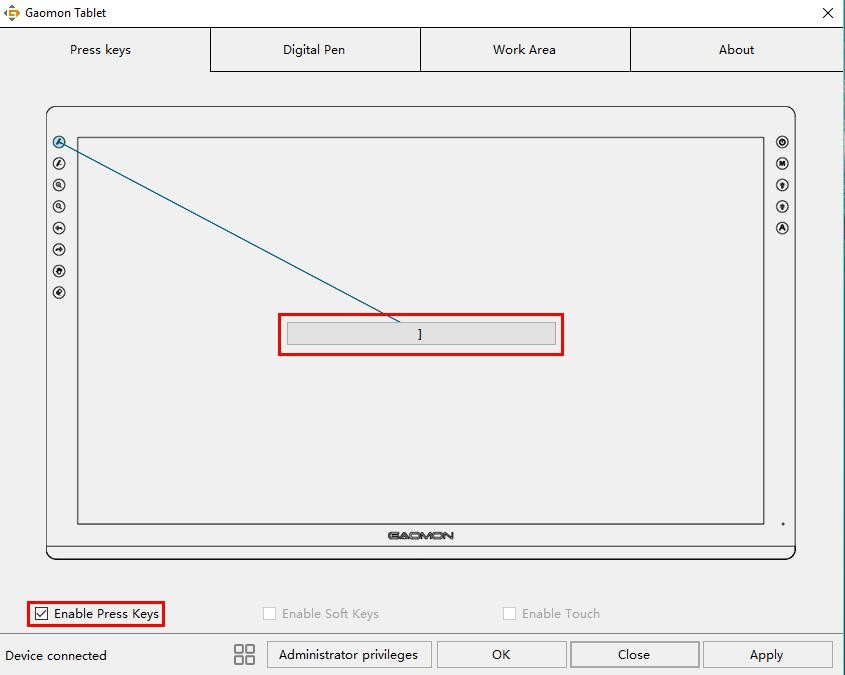 Gaomon Tablet
Press keys
Digital Pen
Work Area
About
M
A
]
GAOMON
Enable Press Keys
Enable Soft Keys
Enable Touch
Device connected
Administrator privileges
OK
Close
Apply